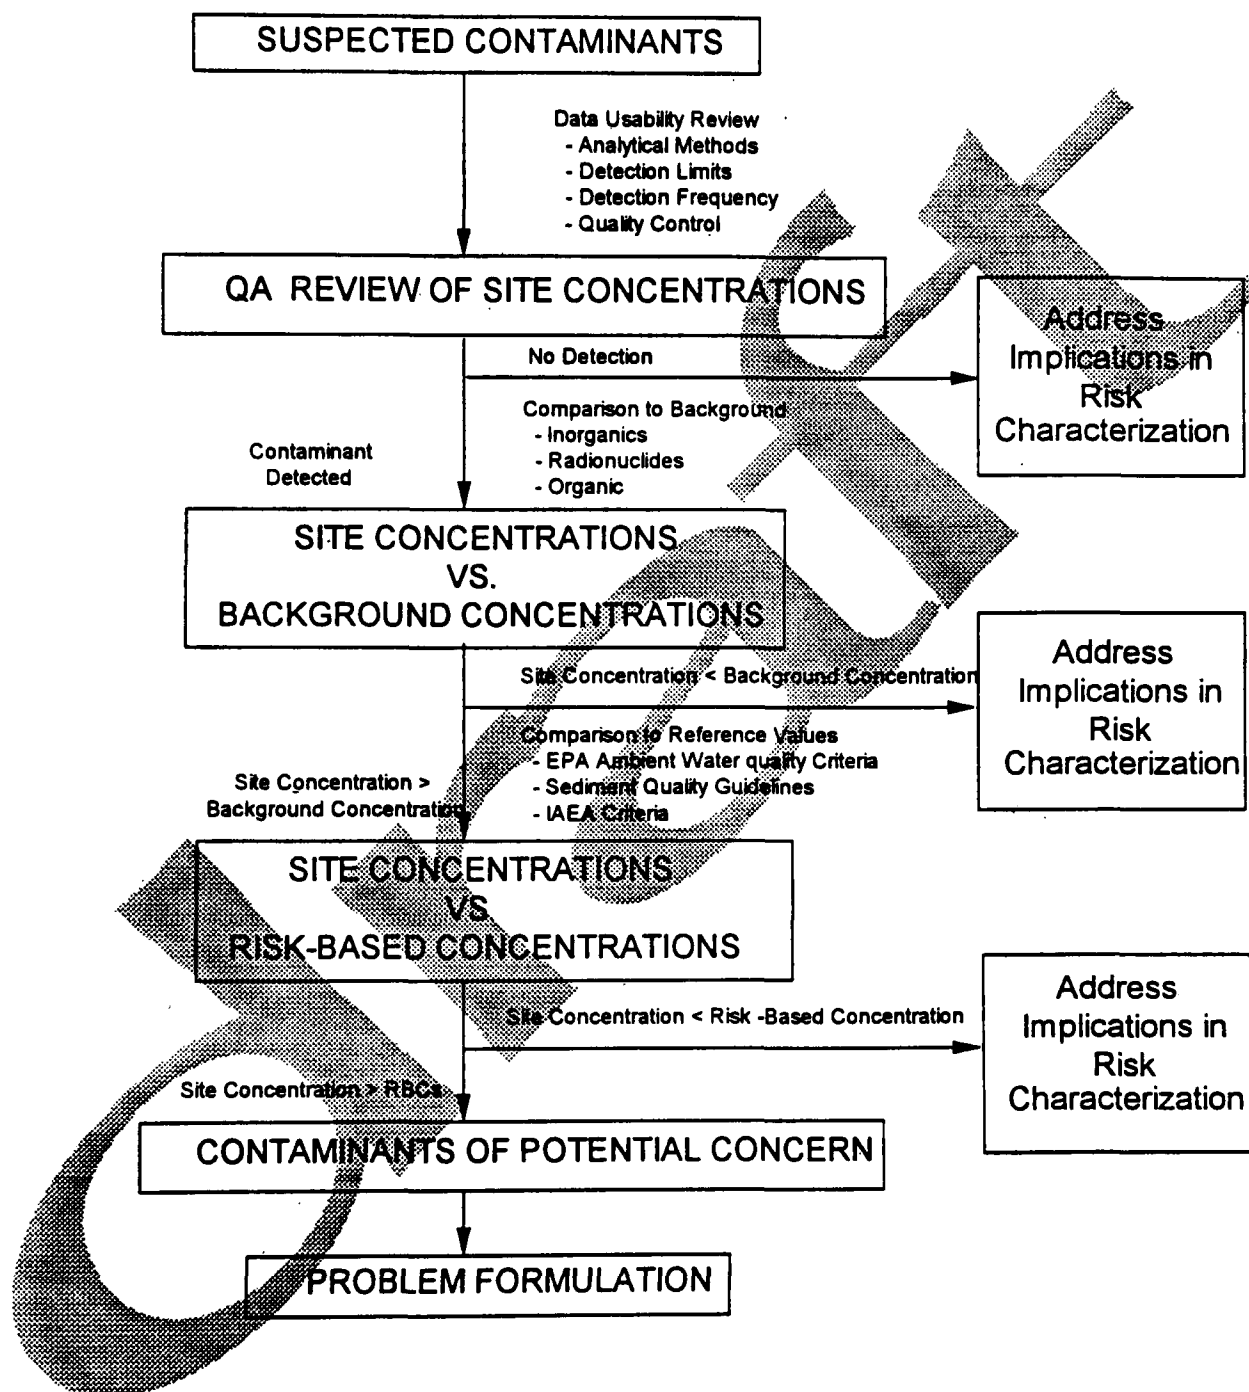 SUSPECTED CONTAMINANTS
Data Usability Review
- Analytical Methods
- Detection Limits
- Detection Frequency
- Quality Control
QA REVIEW OF SITE CONCENTRATIONS
No Detection
Address
Implications in
Risk
Characterization
Comparison to Background
- Inorganics
- Radionuclides
- Organic
Contaminant
Detected
SITE CONCENTRATIONS
VS.
BACKGROUND CONCENTRATIONS
Site Concentration < Background Concentration
Address
Implications in
Risk
Characterization
Comparison to Reference Values
- EPA Ambient Water quality Criteria
- Sediment Quality Guidelines
- IAEA Criteria
Site Concentration >
Background Concentration
SITE CONCENTRATIONS
VS.
RISK-BASED CONCENTRATIONS
Site Concentration < Risk -Based Concentration
Address
Implications in
Risk
Characterization
Site Concentration > RBCs
CONTAMINANTS OF POTENTIAL CONCERN
PROBLEM FORMULATION